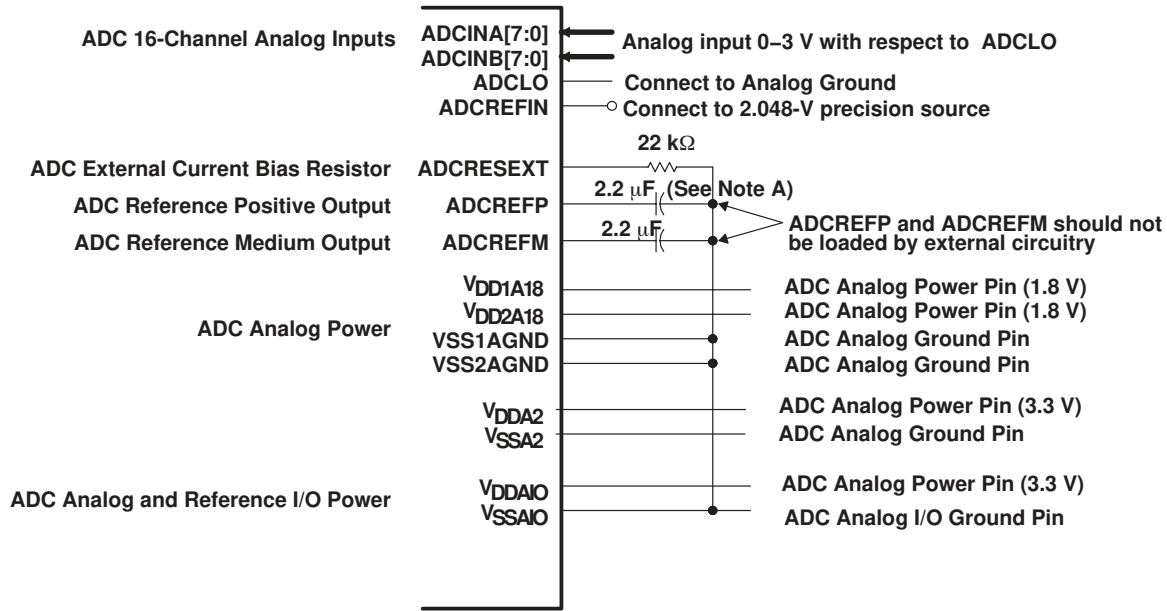 ADC 16-Channel Analog Inputs
ADCINA[7:0]
ADCINB[7:0]
Analog input 0–3 V with respect to ADCLO
ADCLO
Connect to Analog Ground
ADCREFIN
Connect to 2.048-V precision source
22 kΩ
ADC External Current Bias Resistor
ADCRESEXT
2.2 μF (See Note A)
ADC Reference Positive Output
ADCREFP
ADC Reference Medium Output
ADCREFM
2.2 μF
ADCREFP and ADCREFM should not
be loaded by external circuitry
VDD1A18
ADC Analog Power Pin (1.8 V)
VDD2A18
ADC Analog Power Pin (1.8 V)
ADC Analog Power
VSS1AGND
ADC Analog Ground Pin
VSS2AGND
ADC Analog Ground Pin
VDDA2
ADC Analog Power Pin (3.3 V)
VSSA2
ADC Analog Ground Pin
ADC Analog and Reference I/O Power
VDDAIO
ADC Analog Power Pin (3.3 V)
VSSAIO
ADC Analog I/O Ground Pin